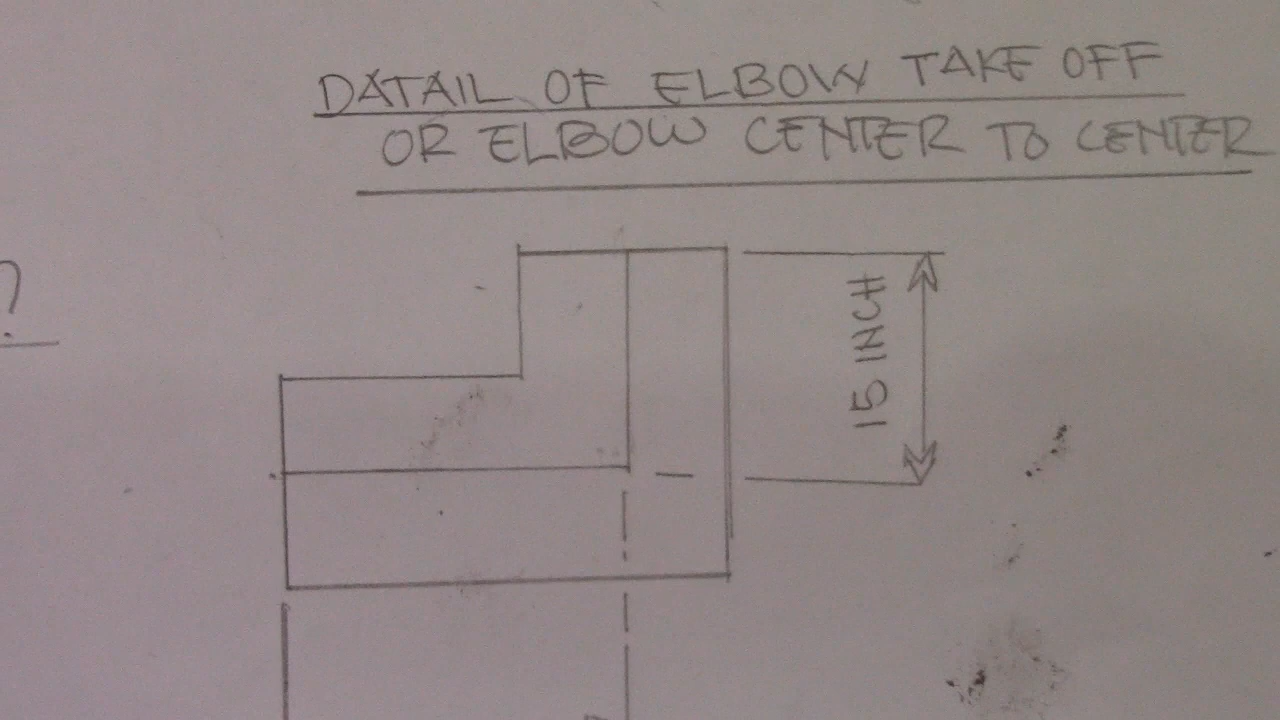 DATAIL OF ELBOW TAKE OFF
OR ELBOW CENTER TO CENTER
?
15 INCH